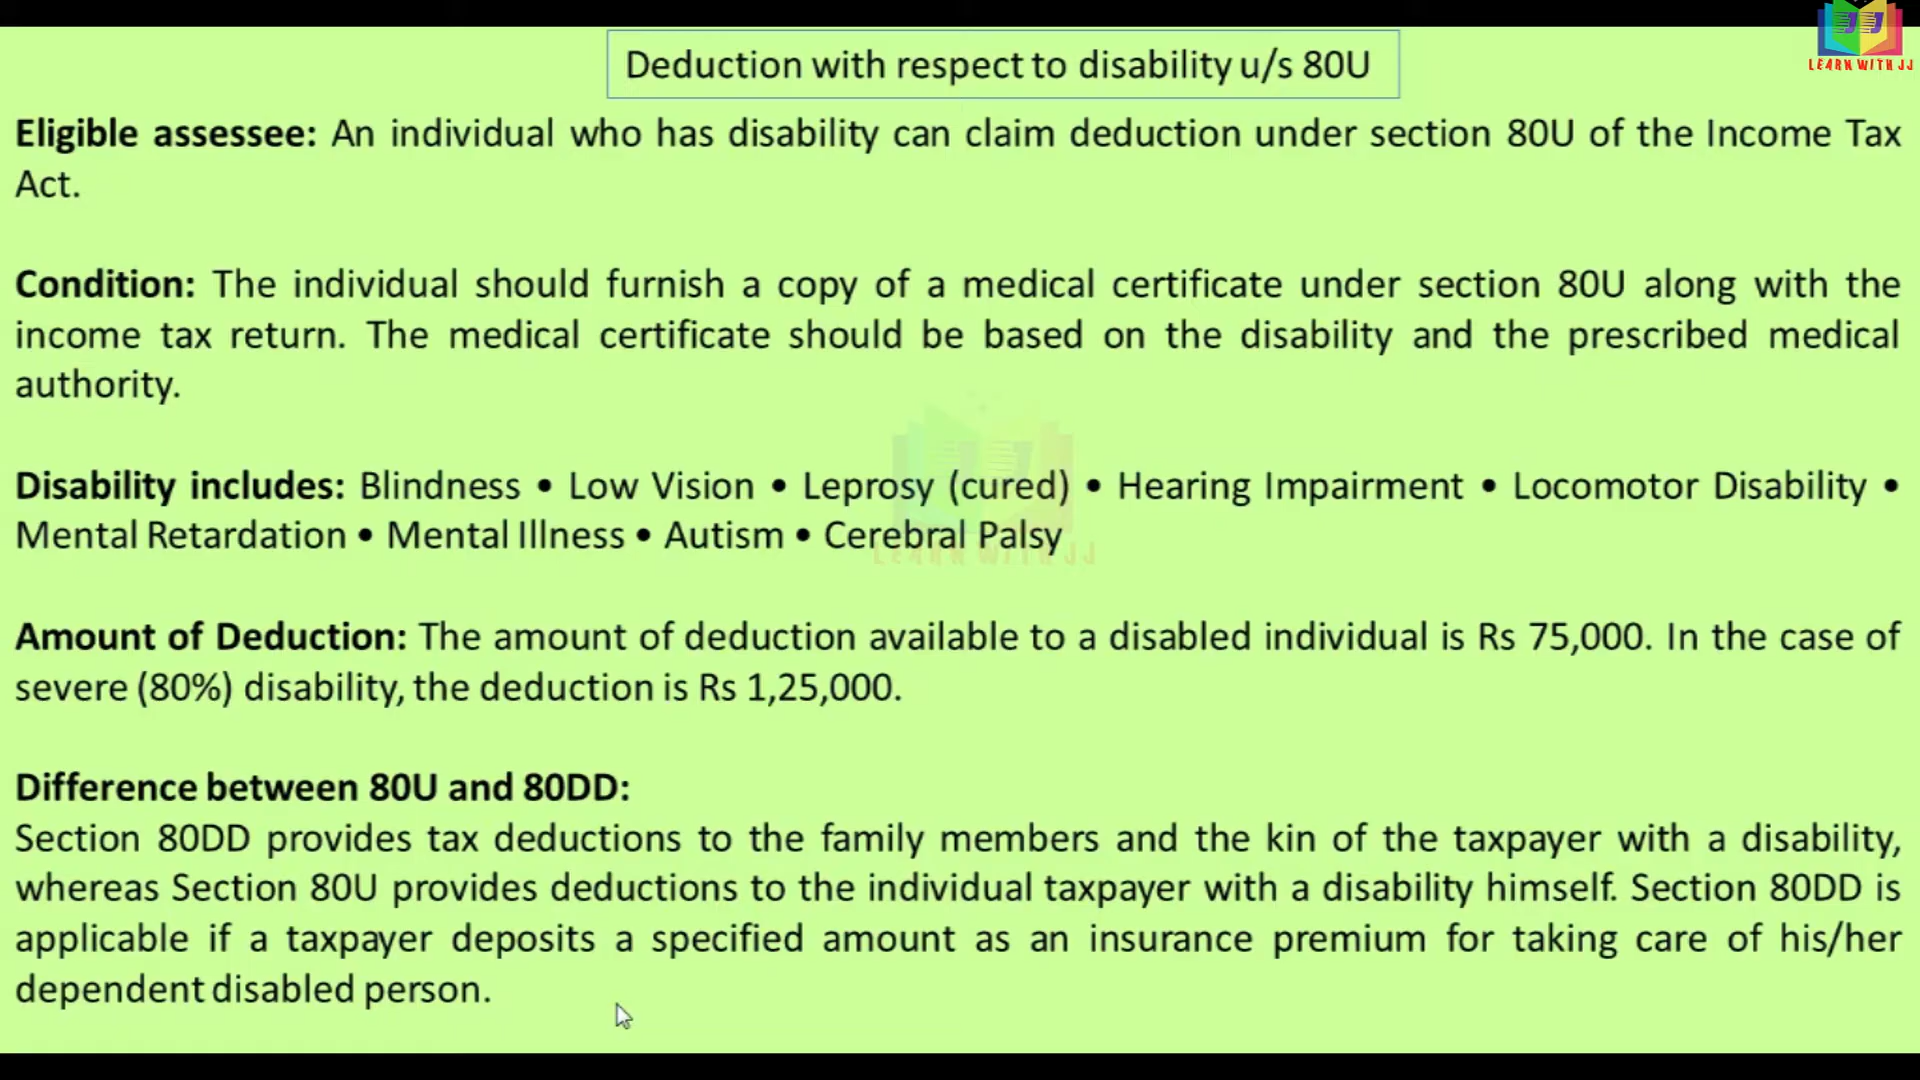 LEARN WITH JJ
Deduction with respect to disability u/s 80U
Eligible assessee: An individual who has disability can claim deduction under section 80U of the Income Tax
Act.
Condition: The individual should furnish a copy of a medical certificate under section 80U along with the
income tax return. The medical certificate should be based on the disability and the prescribed medical
authority.
Disability includes: Blindness • Low Vision • Leprosy (cured) • Hearing Impairment • Locomotor Disability •
Mental Retardation • Mental Illness • Autism • Cerebral Palsy
LEARN WITH JJ
Amount of Deduction: The amount of deduction available to a disabled individual is Rs 75,000. In the case of
severe (80%) disability, the deduction is Rs 1,25,000.
Difference between 80U and 80DD:
Section 80DD provides tax deductions to the family members and the kin of the taxpayer with a disability,
whereas Section 80U provides deductions to the individual taxpayer with a disability himself. Section 80DD is
applicable if a taxpayer deposits a specified amount as an insurance premium for taking care of his/her
dependent disabled person.